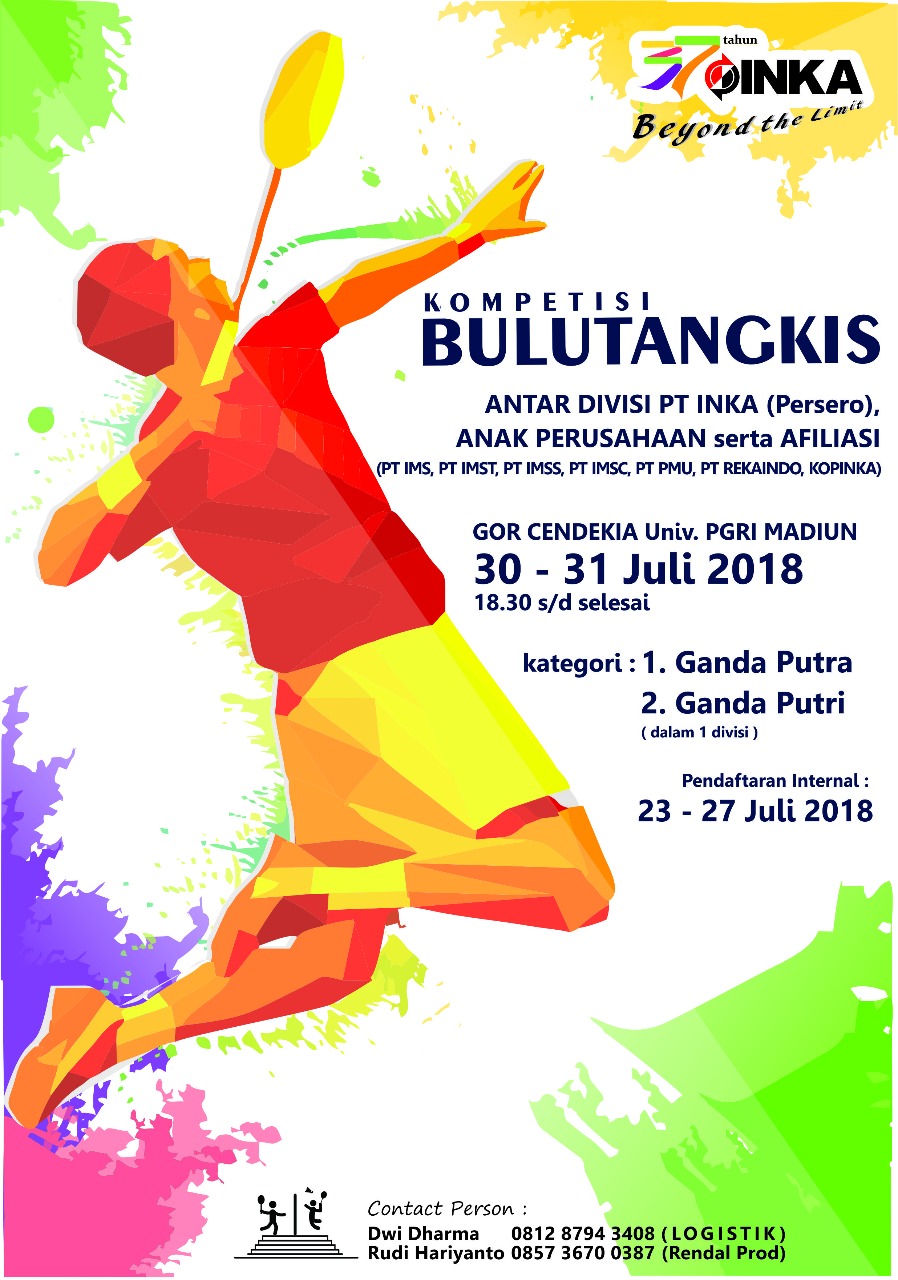 37 tahun
INKA
Beyond the Limit
KOMPETISI
BULUTANGKIS
ANTAR DIVISI PT INKA (Persero),
ANAK PERUSAHAAN serta AFILIASI
(PT IMS, PT IMST, PT IMSS, PT IMSC, PT PMU, PT REKAINDO, KOPINKA)
GOR CENDEKIA Univ. PGRI MADIUN
30 - 31 Juli 2018
18.30 s/d selesai
kategori : 1. Ganda Putra
2. Ganda Putri
( dalam 1 divisi )
Pendaftaran Internal :
23 - 27 Juli 2018
Contact Person :
Dwi Dharma 0812 8794 3408 (LOGISTIK)
Rudi Hariyanto 0857 3670 0387 (Rendal Prod)